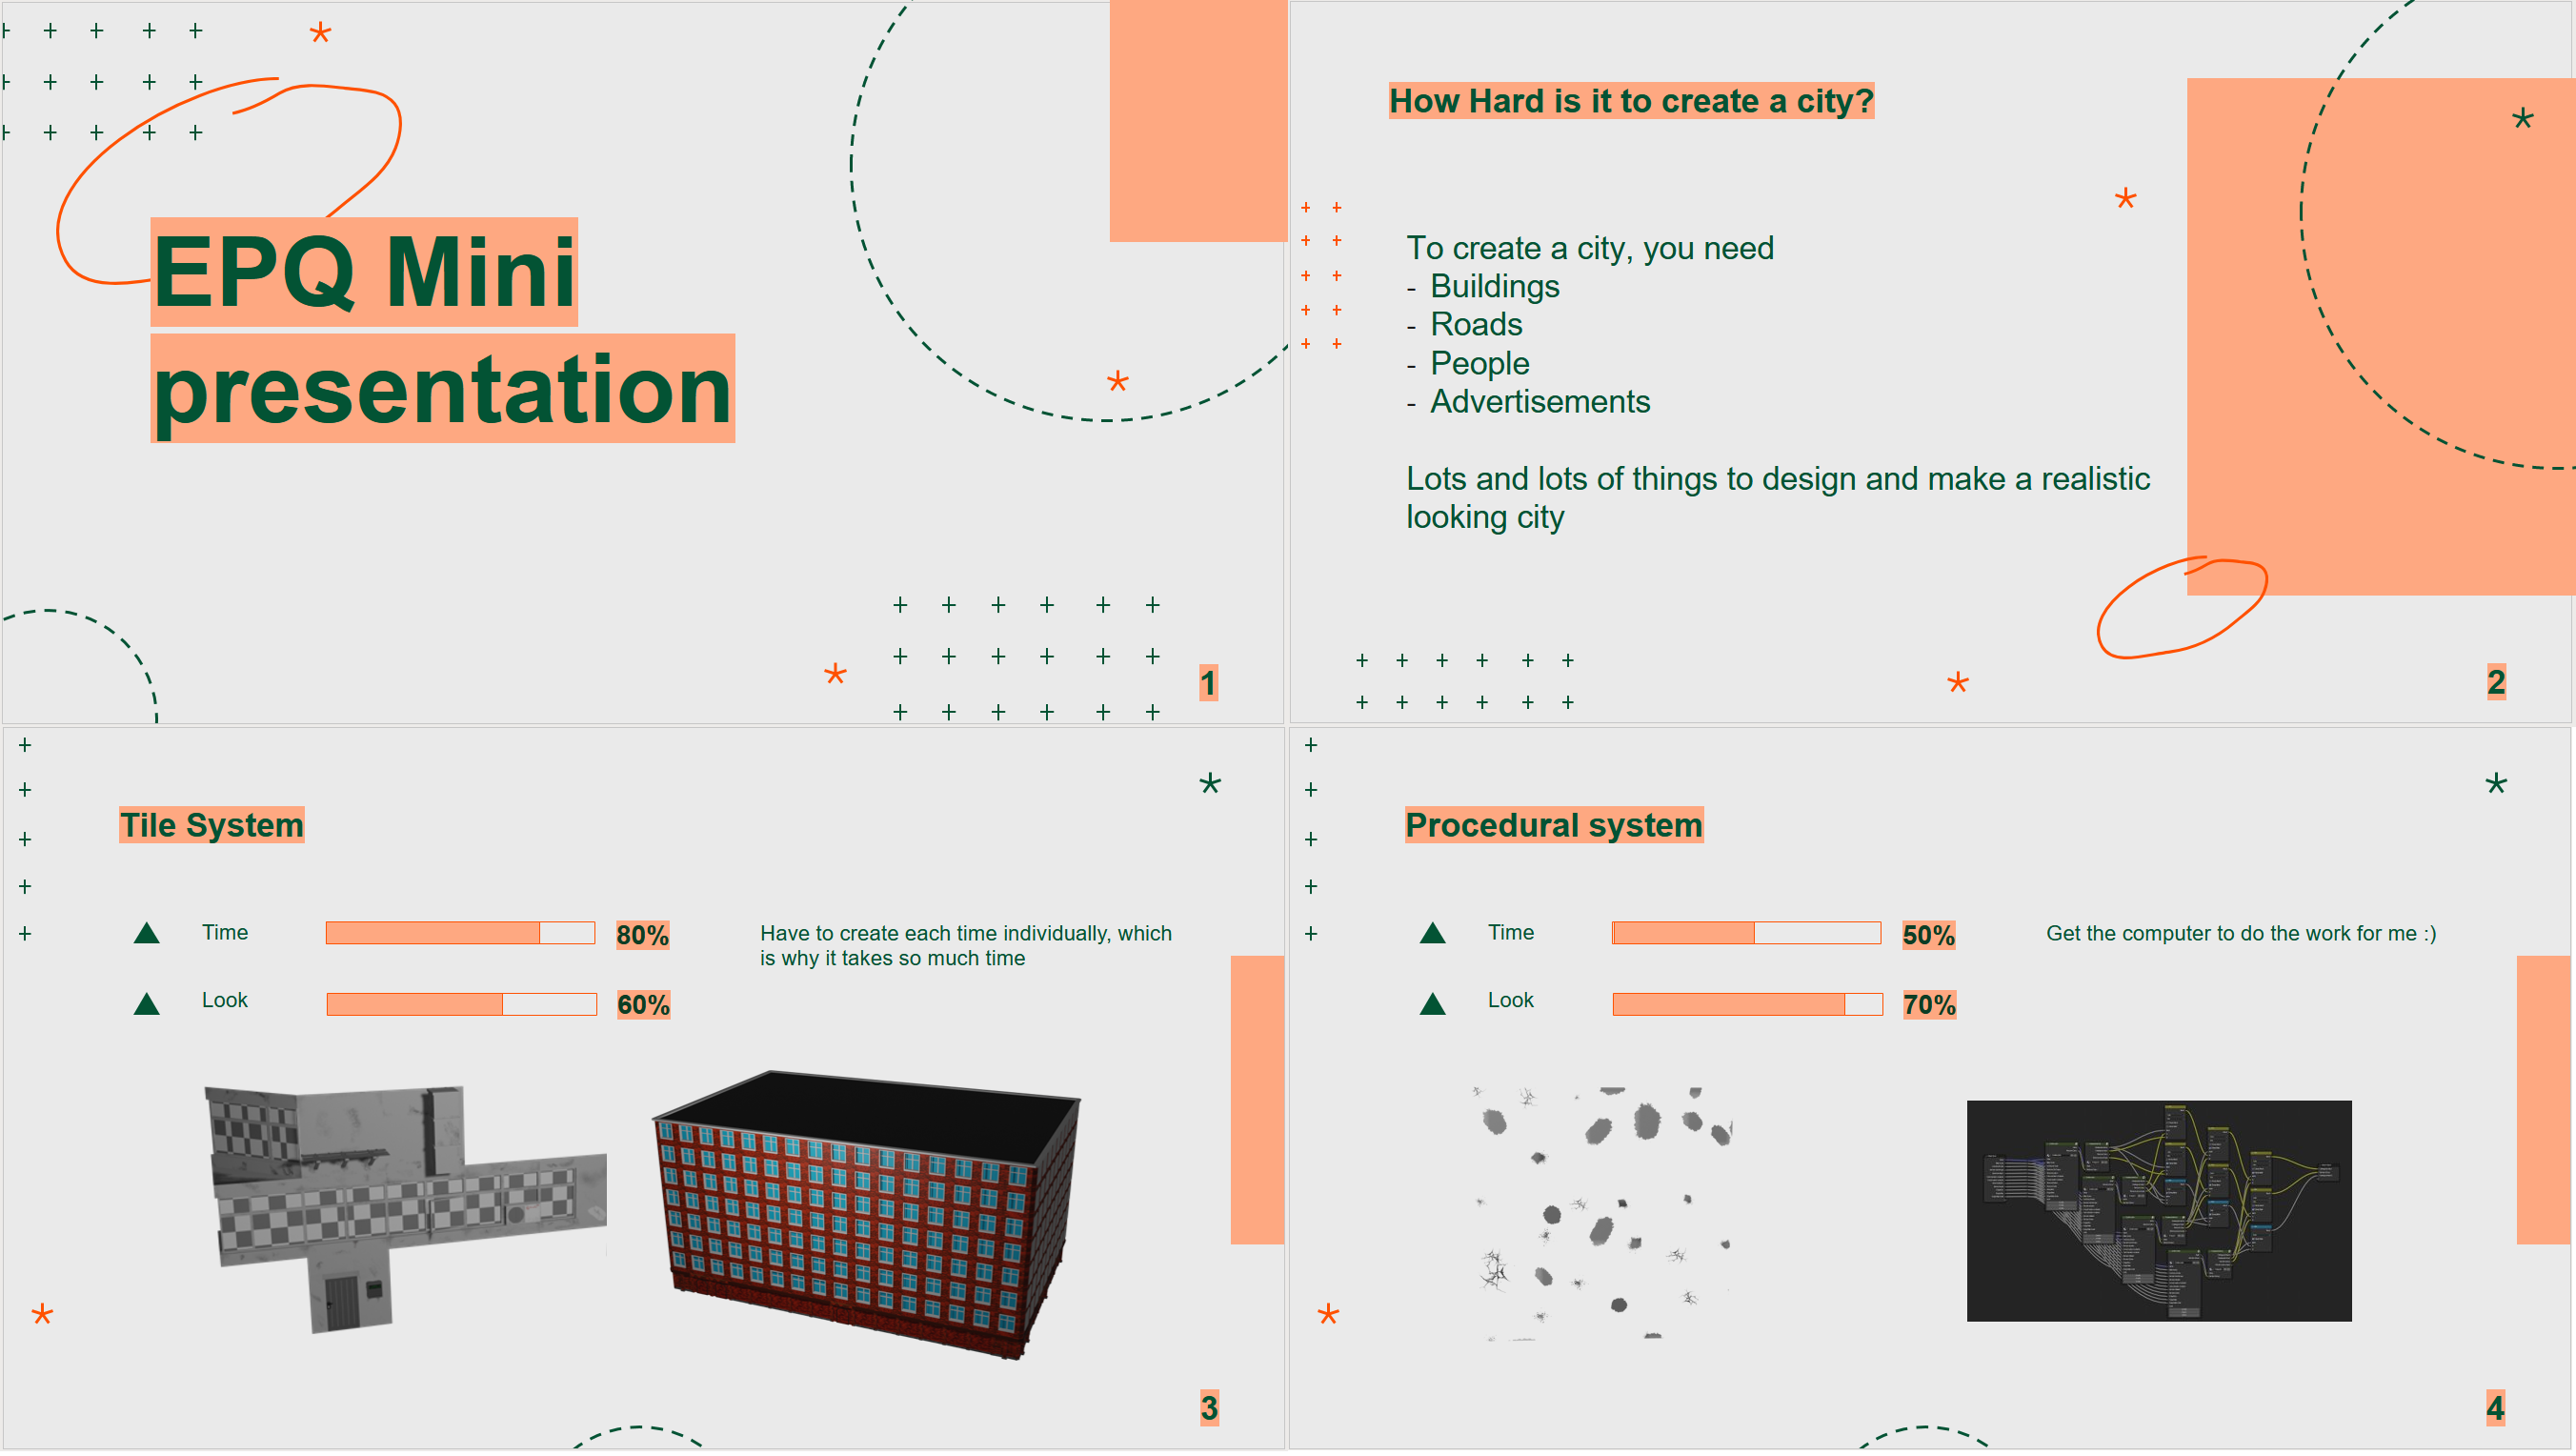 EPQ Mini
presentation
1
How Hard is it to create a city?
To create a city, you need
- Buildings
- Roads
- People
- Advertisements
Lots and lots of things to design and make a realistic
looking city
2
Tile System
Time
80%
Have to create each time individually, which
is why it takes so much time
Look
60%
3
Procedural system
Time
50%
Get the computer to do the work for me :)
Look
70%
4